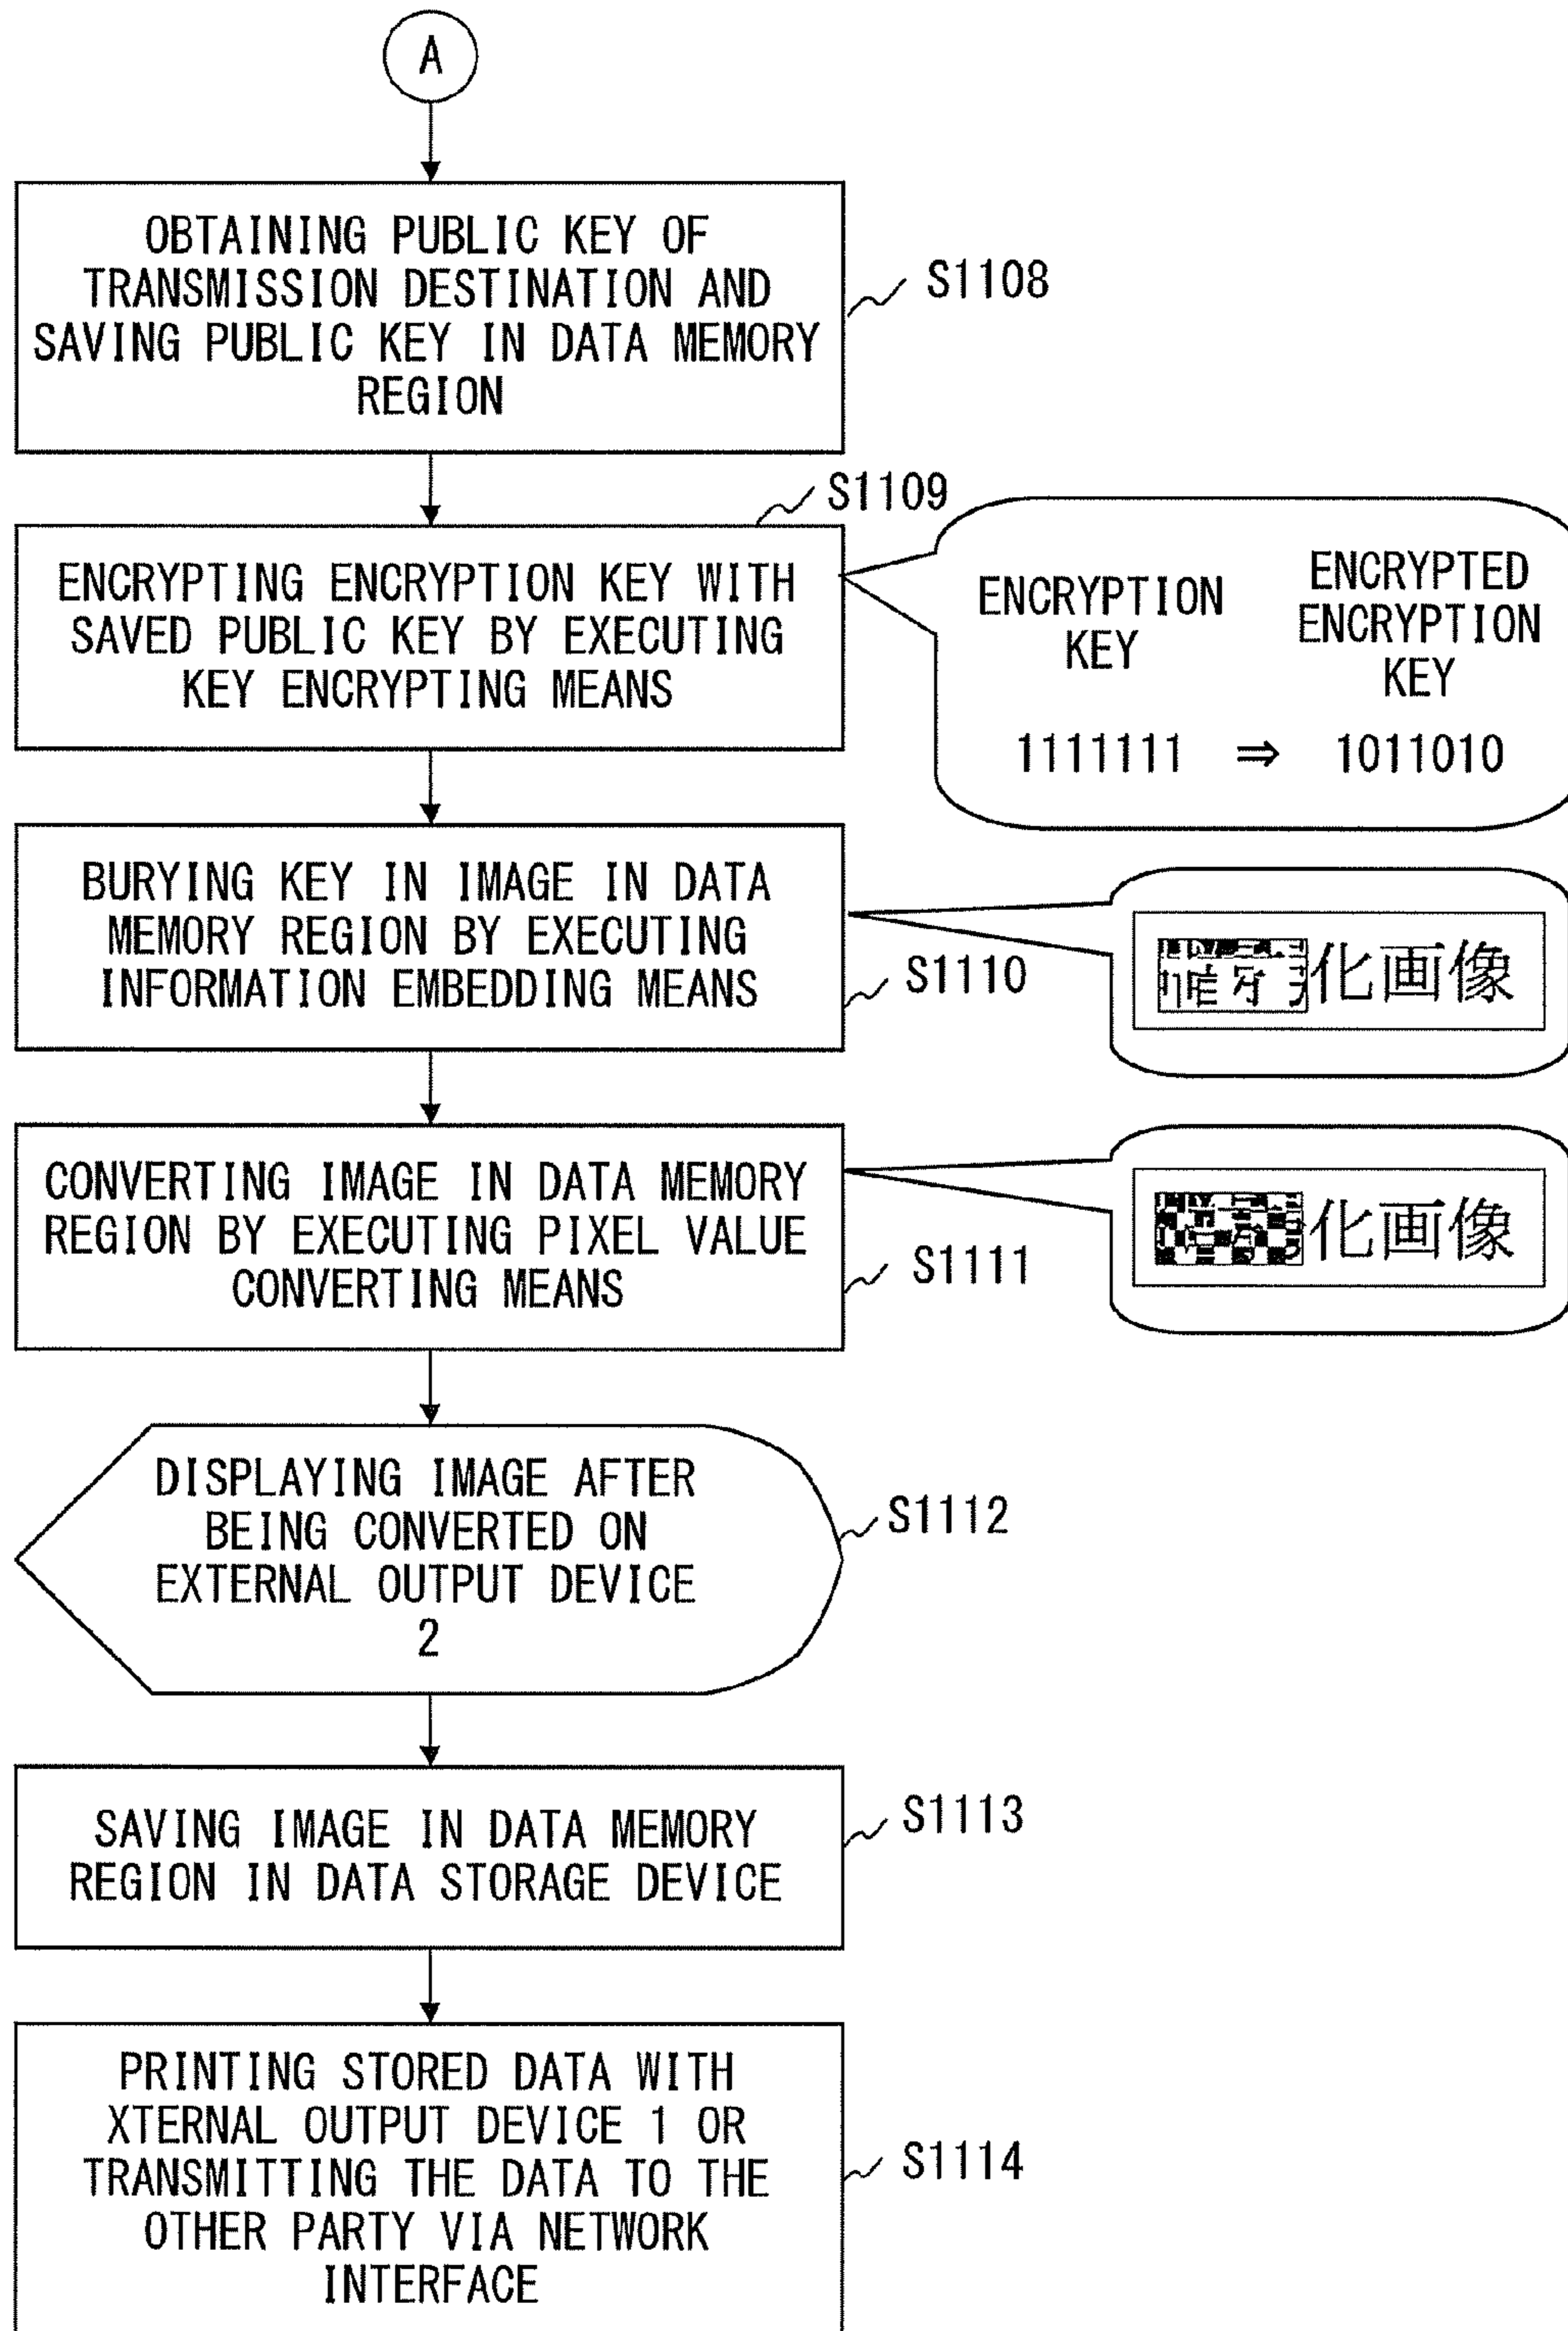 A
OBTAINING PUBLIC KEY OF
TRANSMISSION DESTINATION AND
SAVING PUBLIC KEY IN DATA MEMORY
REGION
S1108
S1109
ENCRYPTING ENCRYPTION KEY WITH
SAVED PUBLIC KEY BY EXECUTING
KEY ENCRYPTING MEANS
ENCRYPTION
KEY
ENCRYPTED
ENCRYPTION
KEY
1111111 ⇒ 1011010
BURYING KEY IN IMAGE IN DATA
MEMORY REGION BY EXECUTING
INFORMATION EMBEDDING MEANS
S1110
化画像
CONVERTING IMAGE IN DATA MEMORY
REGION BY EXECUTING PIXEL VALUE
CONVERTING MEANS
S1111
化画像
DISPLAYING IMAGE AFTER
BEING CONVERTED ON
EXTERNAL OUTPUT DEVICE
2
S1112
SAVING IMAGE IN DATA MEMORY
REGION IN DATA STORAGE DEVICE
S1113
PRINTING STORED DATA WITH
XTERNAL OUTPUT DEVICE 1 OR
TRANSMITTING THE DATA TO THE
OTHER PARTY VIA NETWORK
INTERFACE
S1114